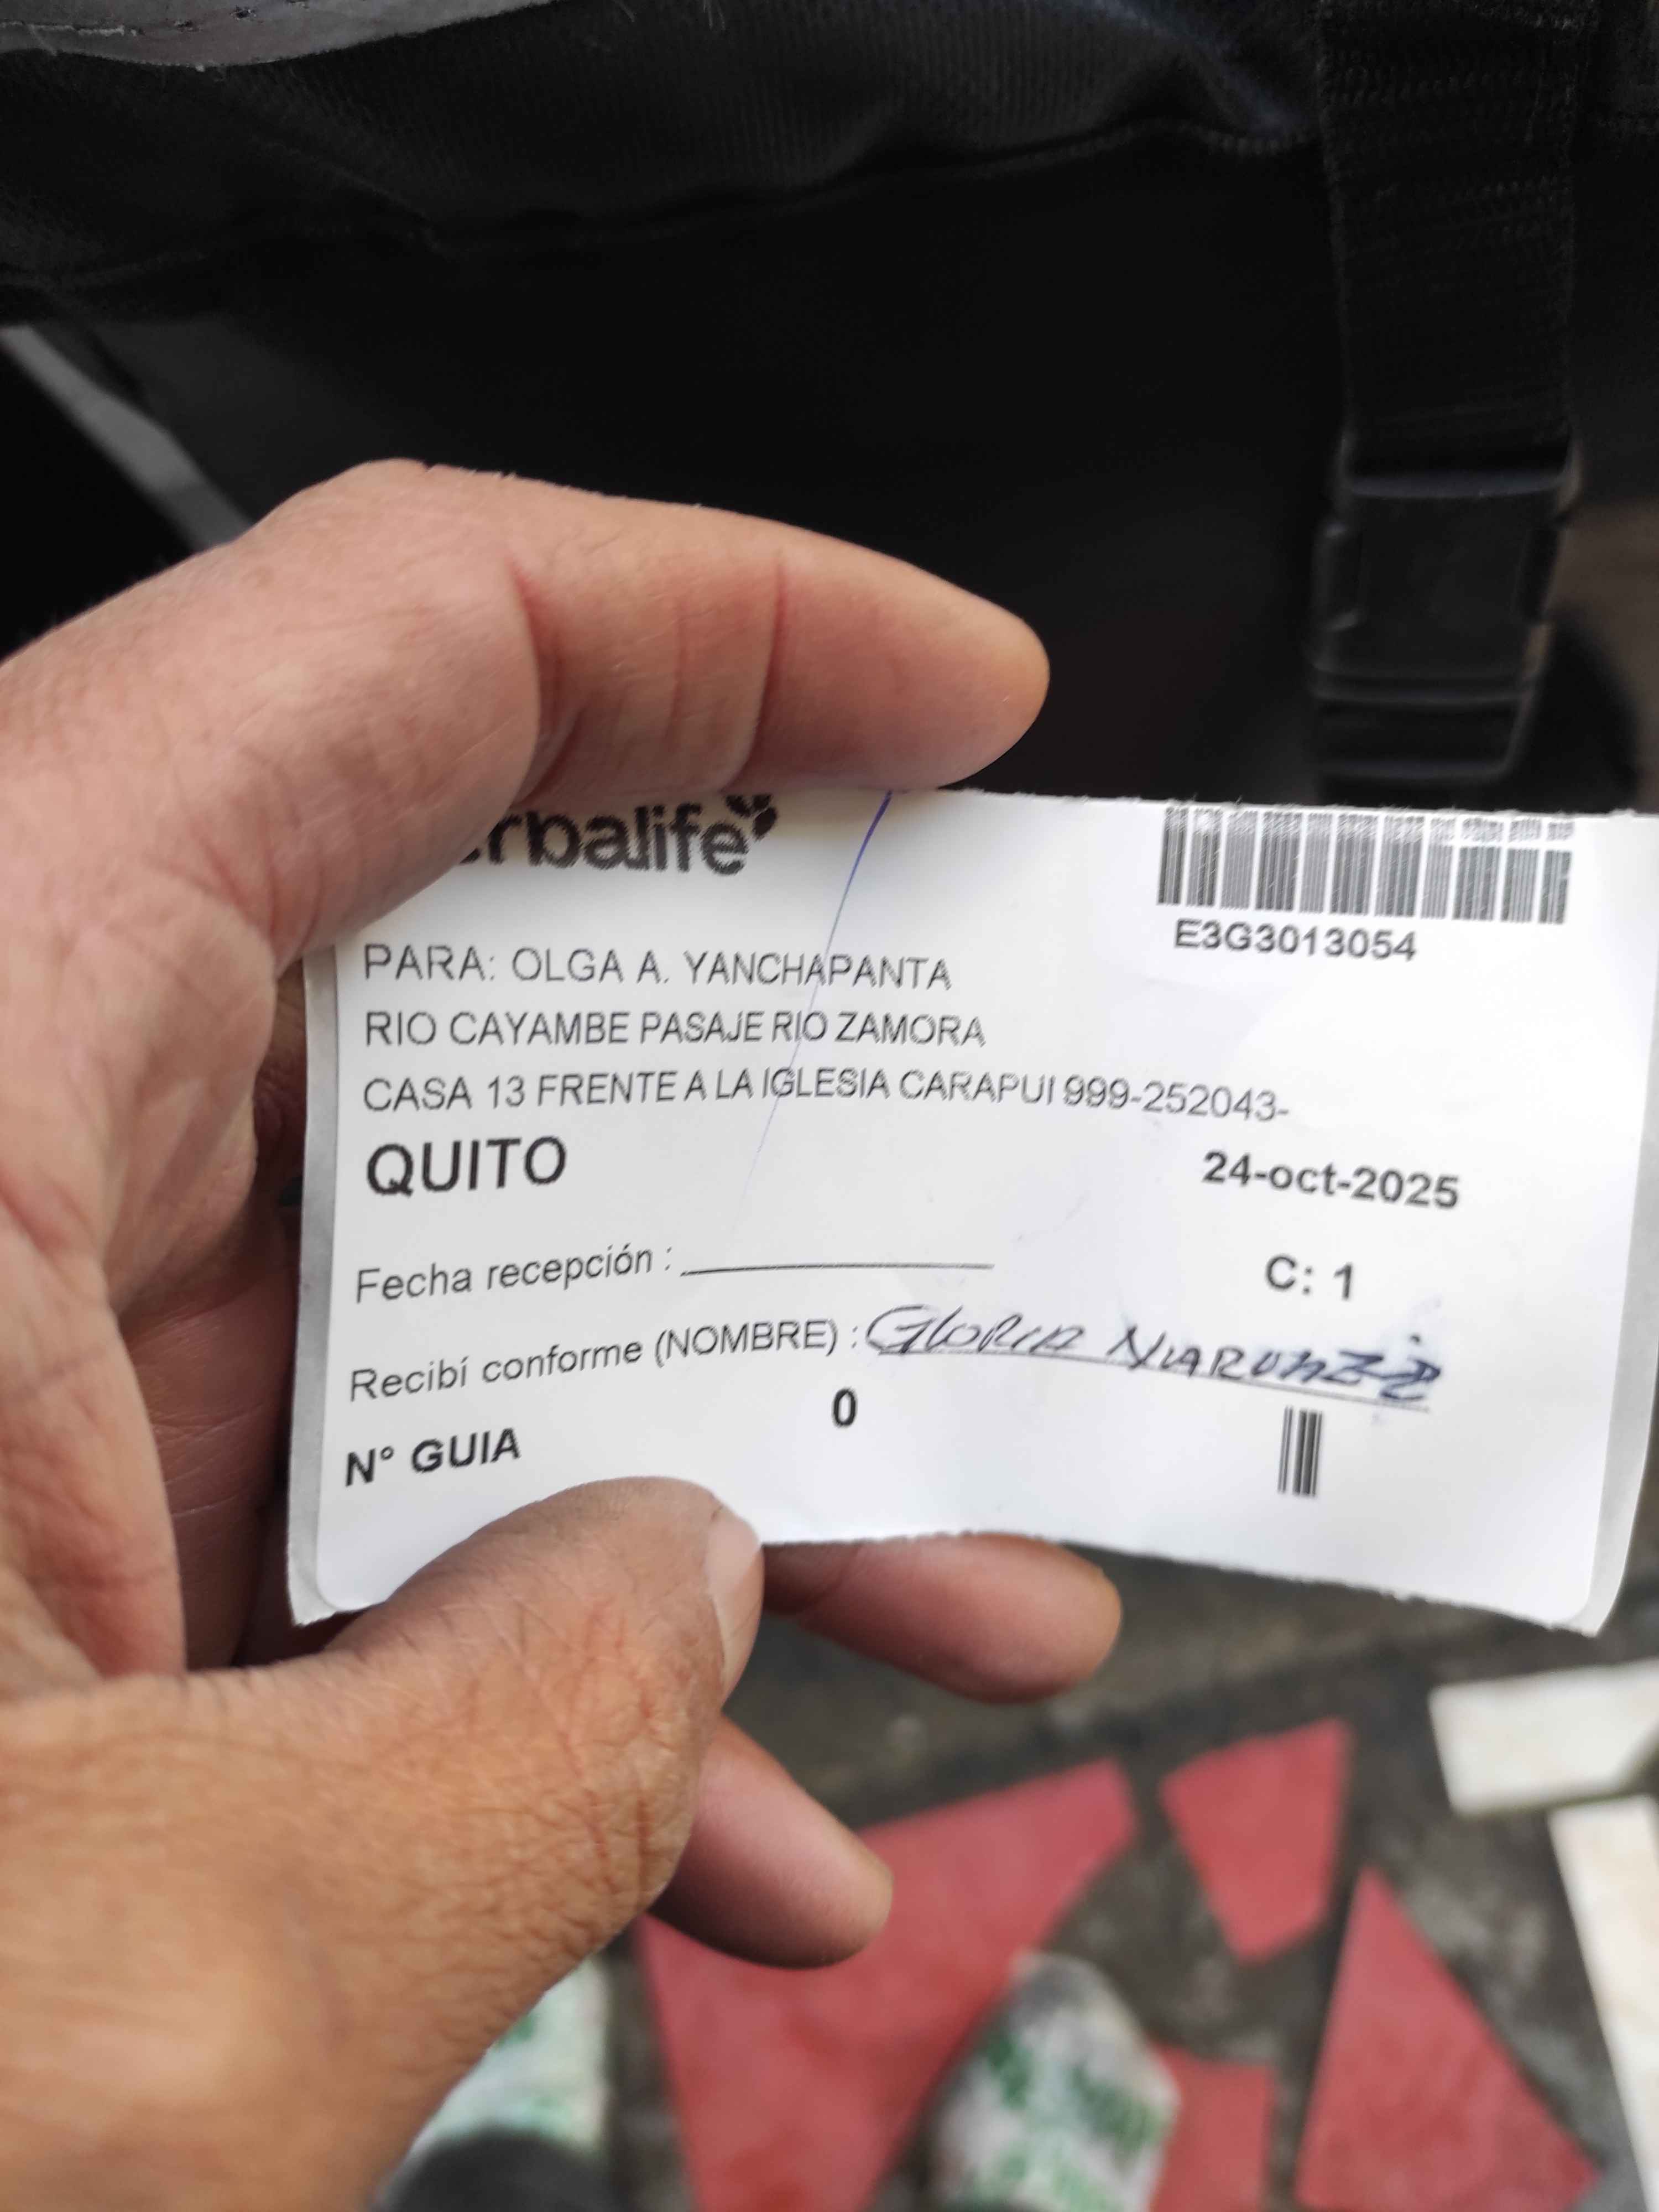 erbalife
E3G3013054
PARA: OLGA A. YANCHAPANTA
RIO CAYAMBE PASAJE RIO ZAMORA
CASA 13 FRENTE A LA IGLESIA CARAPUI 999-252043-
QUITO
24-oct-2025
Fecha recepción :
C: 1
Recibí conforme (NOMBRE) : GLORIA
0
N° GUIA